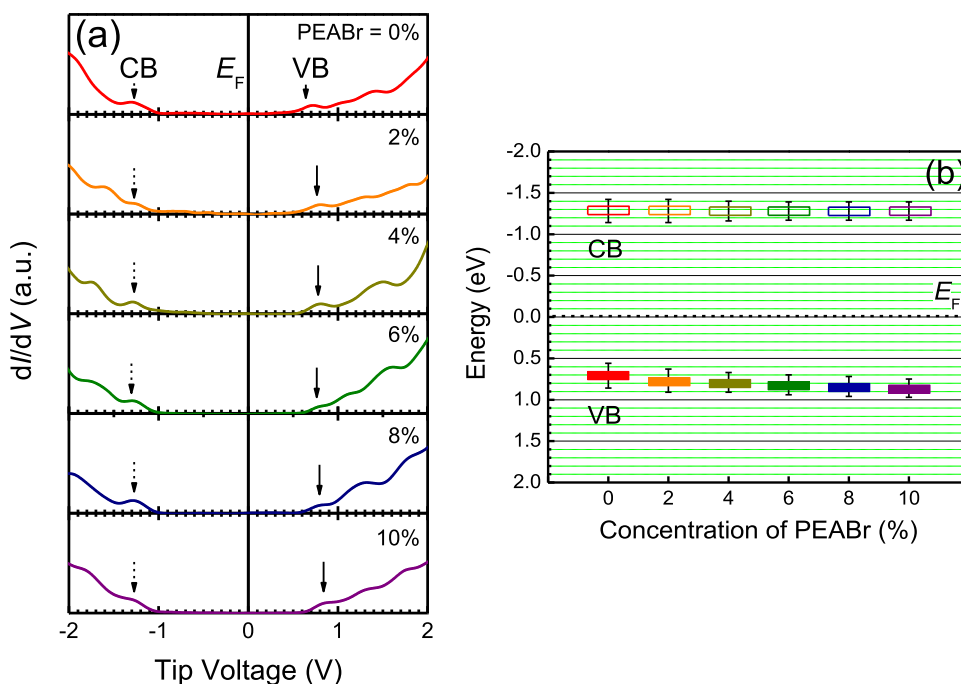 (a)
PEABr = 0%
CB
E_F
VB
2%
4%
6%
8%
10%
dI/dV (a.u.)
-2 -1 0 1 2
Tip Voltage (V)
(b)
-2.0
-1.5
-1.0
-0.5
0.0
0.5
1.0
1.5
2.0
CB
E_F
VB
Energy (eV)
0 2 4 6 8 10
Concentration of PEABr (%)